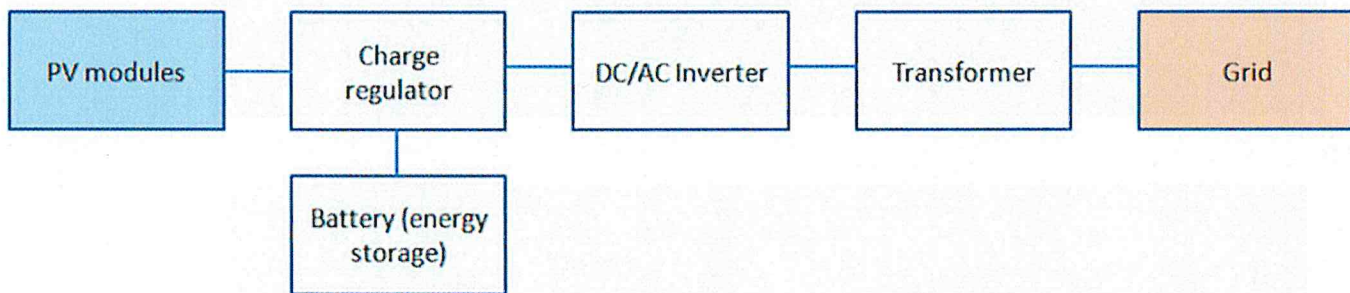 PV modules
Charge
regulator
DC/AC Inverter
Transformer
Grid
Battery (energy
storage)